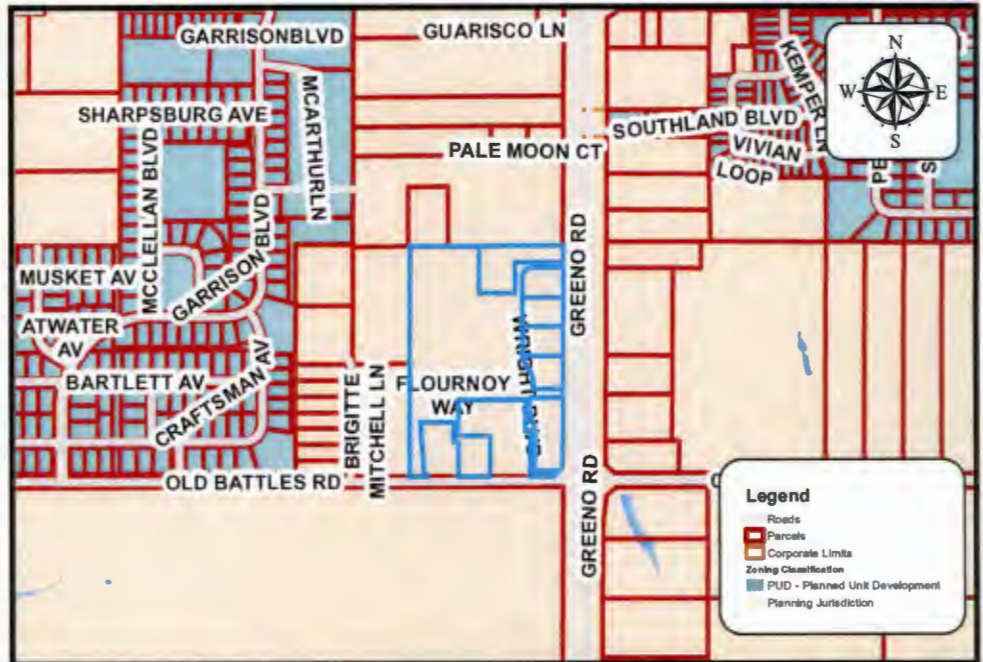 GARRISONBLVD
GUARISCO LN
KEMPER LN
N
W
E
S
MCARTHURLN
SHARPSBURG AVE
SOUTHLAND BLVD
PALE MOON CT
VIVIAN
LOOP
PE
S
MCCLELLAN BLVD
GARRISON BLVD
GREENO RD
MUSKET AV
ATWATER
AV
BARTLETT AV
CRAFTSMAN AV
BRIGITTE
MITCHELL LN
FLOURNOY
WAY
OLD BATTLES RD
GREENO RD
Legend
Roads
Parcels
Corporate Limits
Zoning Classification
PUD - Planned Unit Development
Planning Jurisdiction